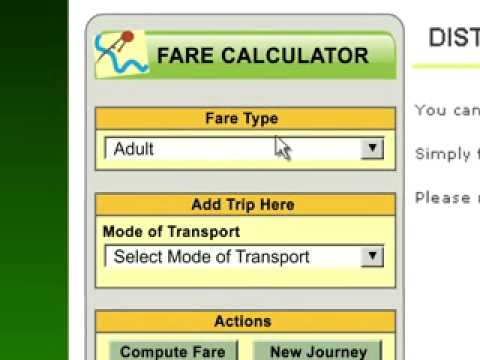 FARE CALCULATOR
Fare Type
Adult
Add Trip Here
Mode of Transport
Select Mode of Transport
Actions
Compute Fare
New Journey
DIST
You can
Simply f
Please